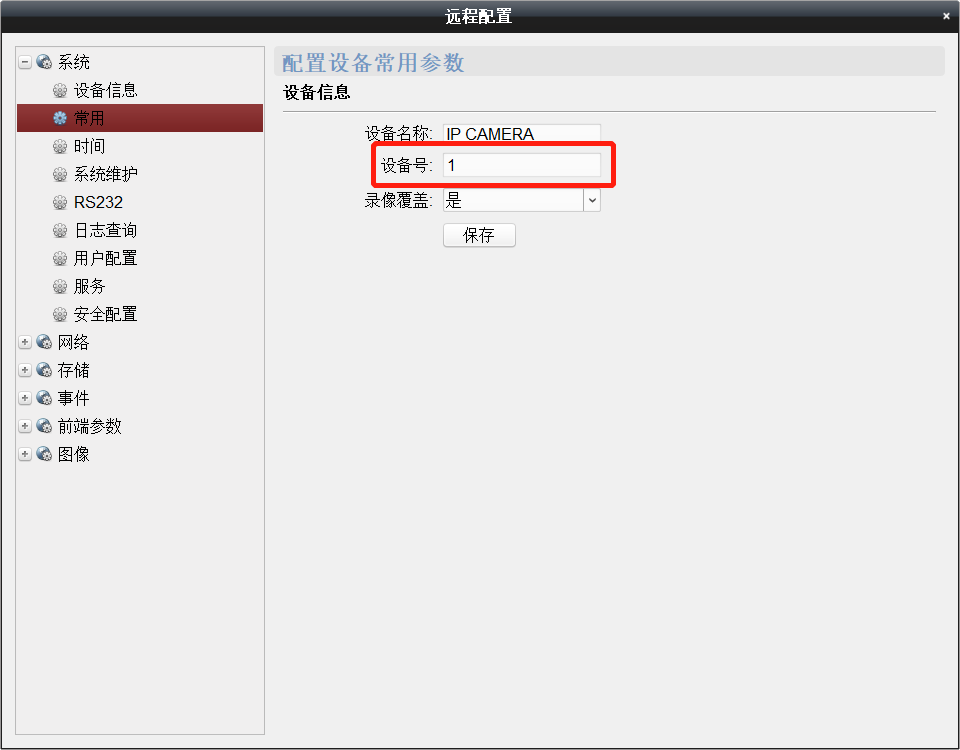 远程配置
系统
设备信息
常用
时间
系统维护
RS232
日志查询
用户配置
服务
安全配置
网络
存储
事件
前端参数
图像
配置设备常用参数
设备信息
设备名称: IP CAMERA
设备号: 1
录像覆盖: 是
保存